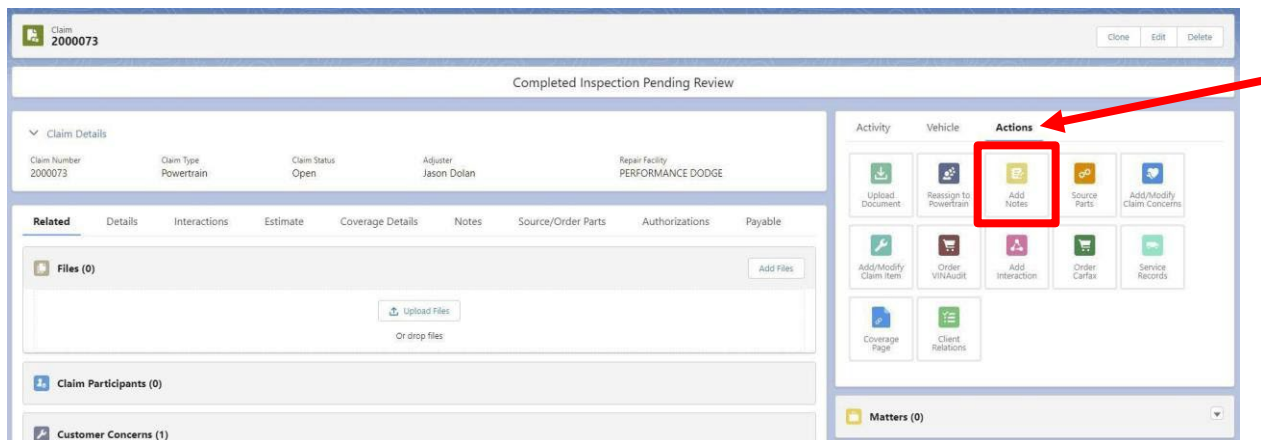 Claim
2000073
Clone Edit Delete
Completed Inspection Pending Review
Claim Details
Claim Number Claim Type Claim Status Adjuster Repair Facility
2000073 Powertrain Open Jason Dolan PERFORMANCE DODGE
Related Details Interactions Estimate Coverage Details Notes Source/Order Parts Authorizations Payable
Files (0) Add Files
Upload Files
Or drop files
Claim Participants (0)
Customer Concerns (1)
Activity Vehicle Actions
Upload Document
Reassign to Powertrain
Add Notes
Source Parts
Add/Modify Claim Concerns
Add/Modify Claim Item
Order VINAudit
Add Interaction
Order Carfax
Service Records
Coverage Page
Client Relations
Matters (0)